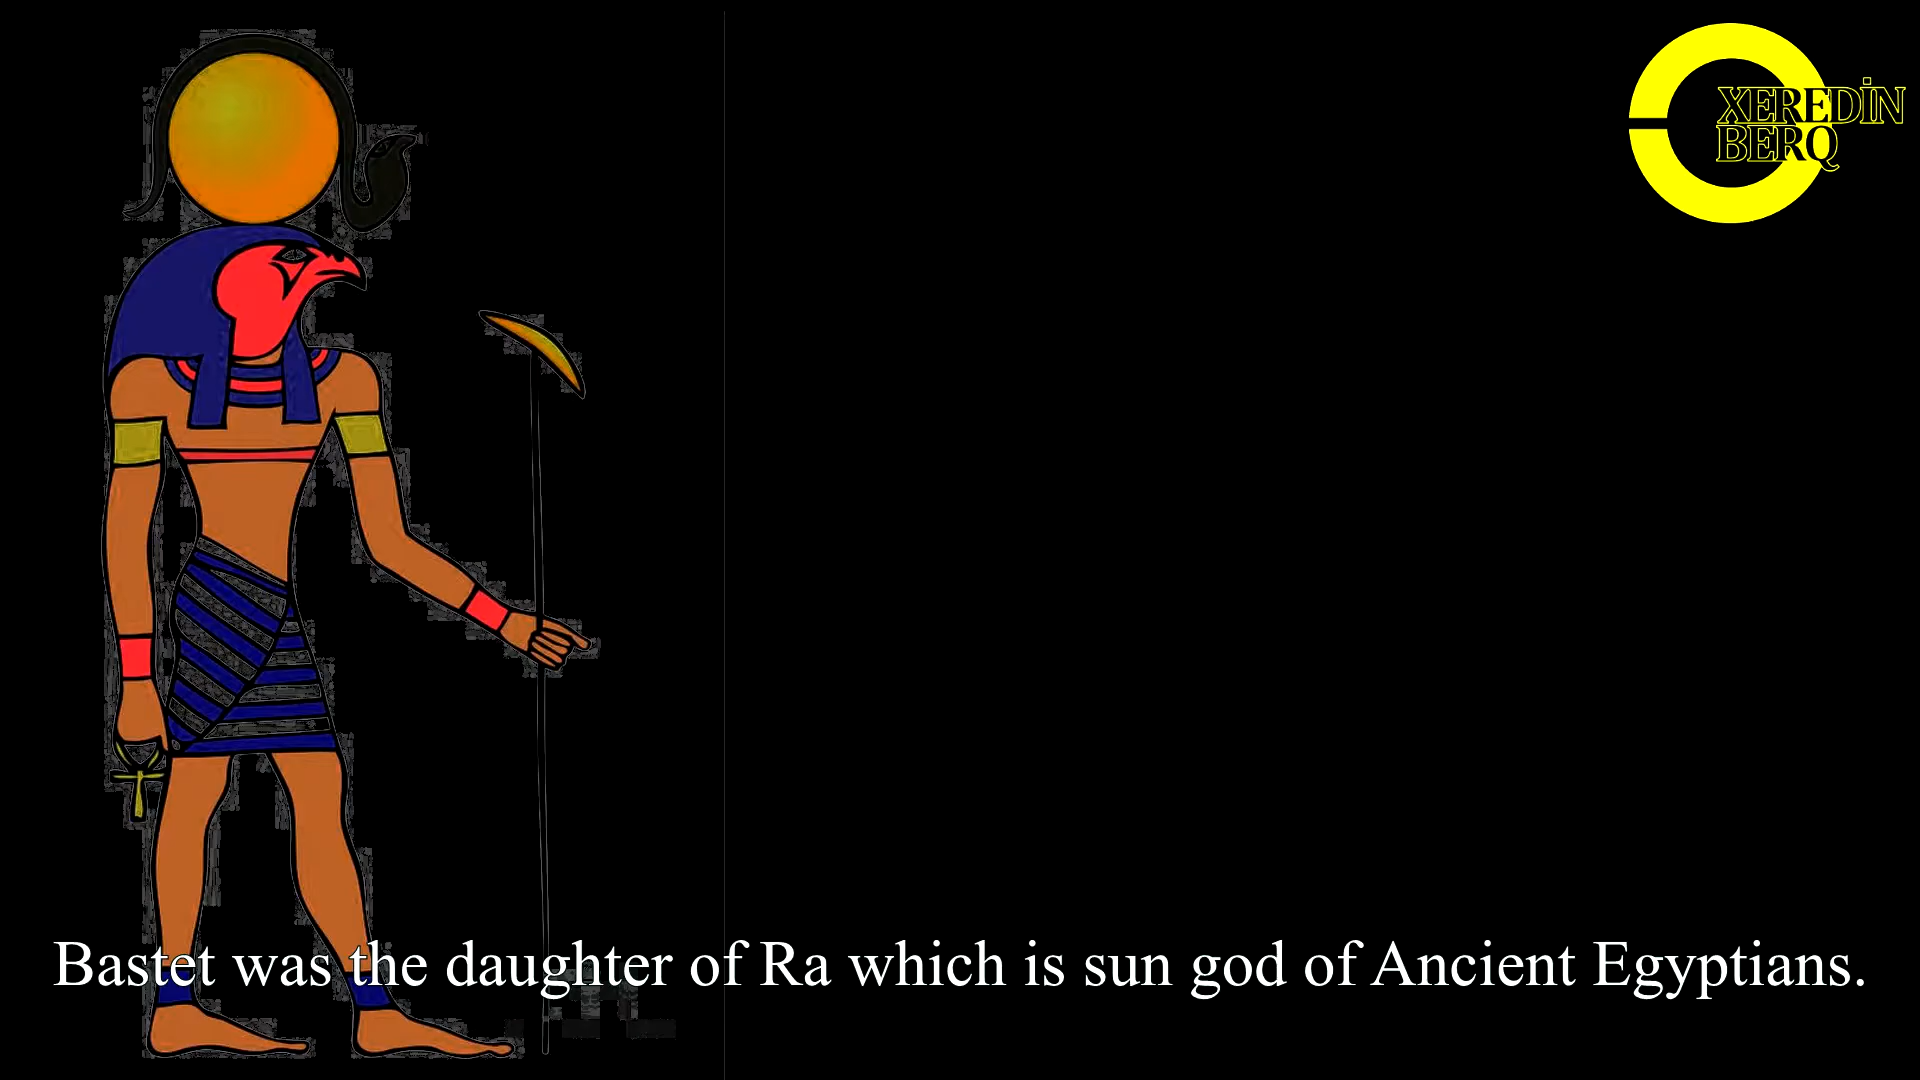 XEREDİN
BERQ
Bastet was the daughter of Ra which is sun god of Ancient Egyptians.